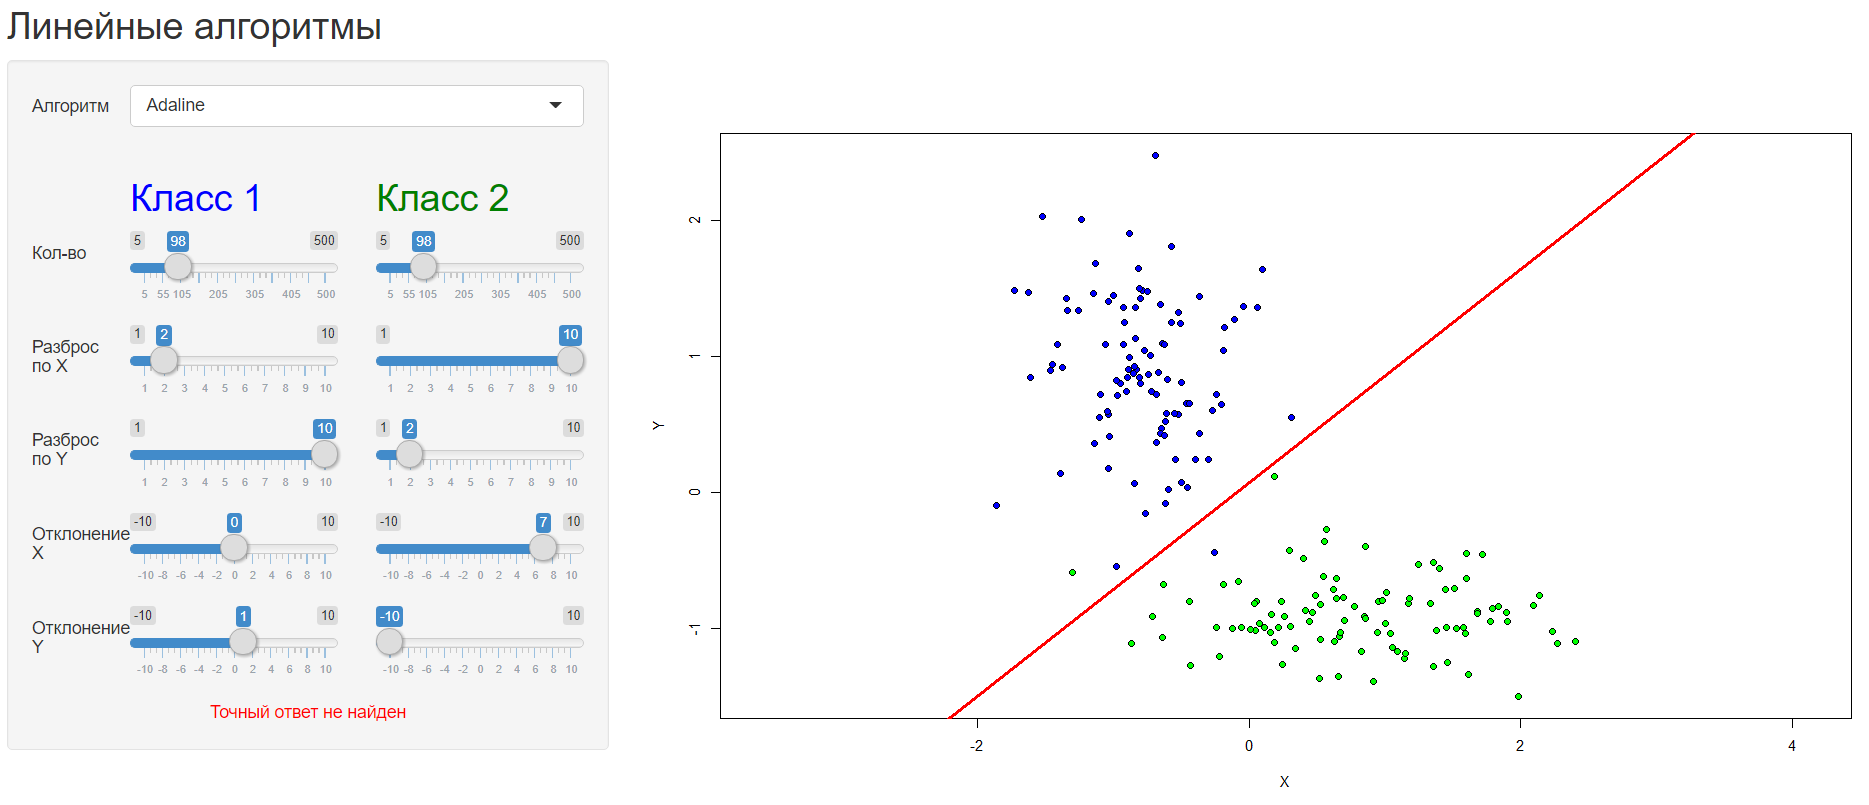 Линейные алгоритмы
Алгоритм Adaline
Класс 1 Класс 2
Кол-во
5 98 500
5 55 105 205 305 405 500
5 98 500
5 55 105 205 305 405 500
Разброс
по X
1 2 10
1 2 3 4 5 6 7 8 9 10
1 10
1 2 3 4 5 6 7 8 9 10
Разброс
по Y
1 10
1 2 3 4 5 6 7 8 9 10
1 2 10
1 2 3 4 5 6 7 8 9 10
Отклонение
X
-10 0 10
-10 -8 -6 -4 -2 0 2 4 6 8 10
-10 7 10
-10 -8 -6 -4 -2 0 2 4 6 8 10
Отклонение
Y
-10 1 10
-10 -8 -6 -4 -2 0 2 4 6 8 10
-10 10
-10 -8 -6 -4 -2 0 2 4 6 8 10
Точный ответ не найден
Y
2
1
0
-1
-2 0 2 4
X